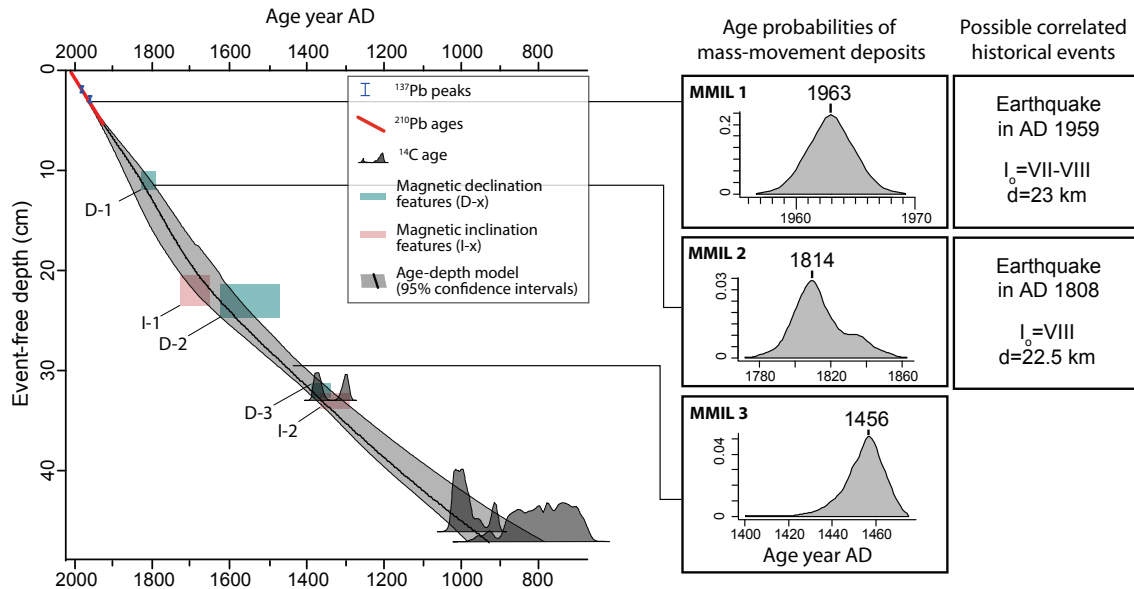 Age year AD
2000 1800 1600 1400 1200 1000 800
Event-free depth (cm)
0
10
20
30
40
D-1
I-1
D-2
D-3
I-2
2000 1800 1600 1400 1200 1000 800
¹³⁷Pb peaks
²¹⁰Pb ages
¹⁴C age
Magnetic declination
features (D-x)
Magnetic inclination
features (I-x)
Age-depth model
(95% confidence intervals)
Age probabilities of
mass-movement deposits
MMIL 1
1963
0.2
0
1960 1970
MMIL 2
1814
0.03
0
1780 1820 1860
MMIL 3
1456
0.04
0
1400 1420 1440 1460
Age year AD
Possible correlated
historical events
Earthquake
in AD 1959
Iₒ=VII-VIII
d=23 km
Earthquake
in AD 1808
Iₒ=VIII
d=22.5 km